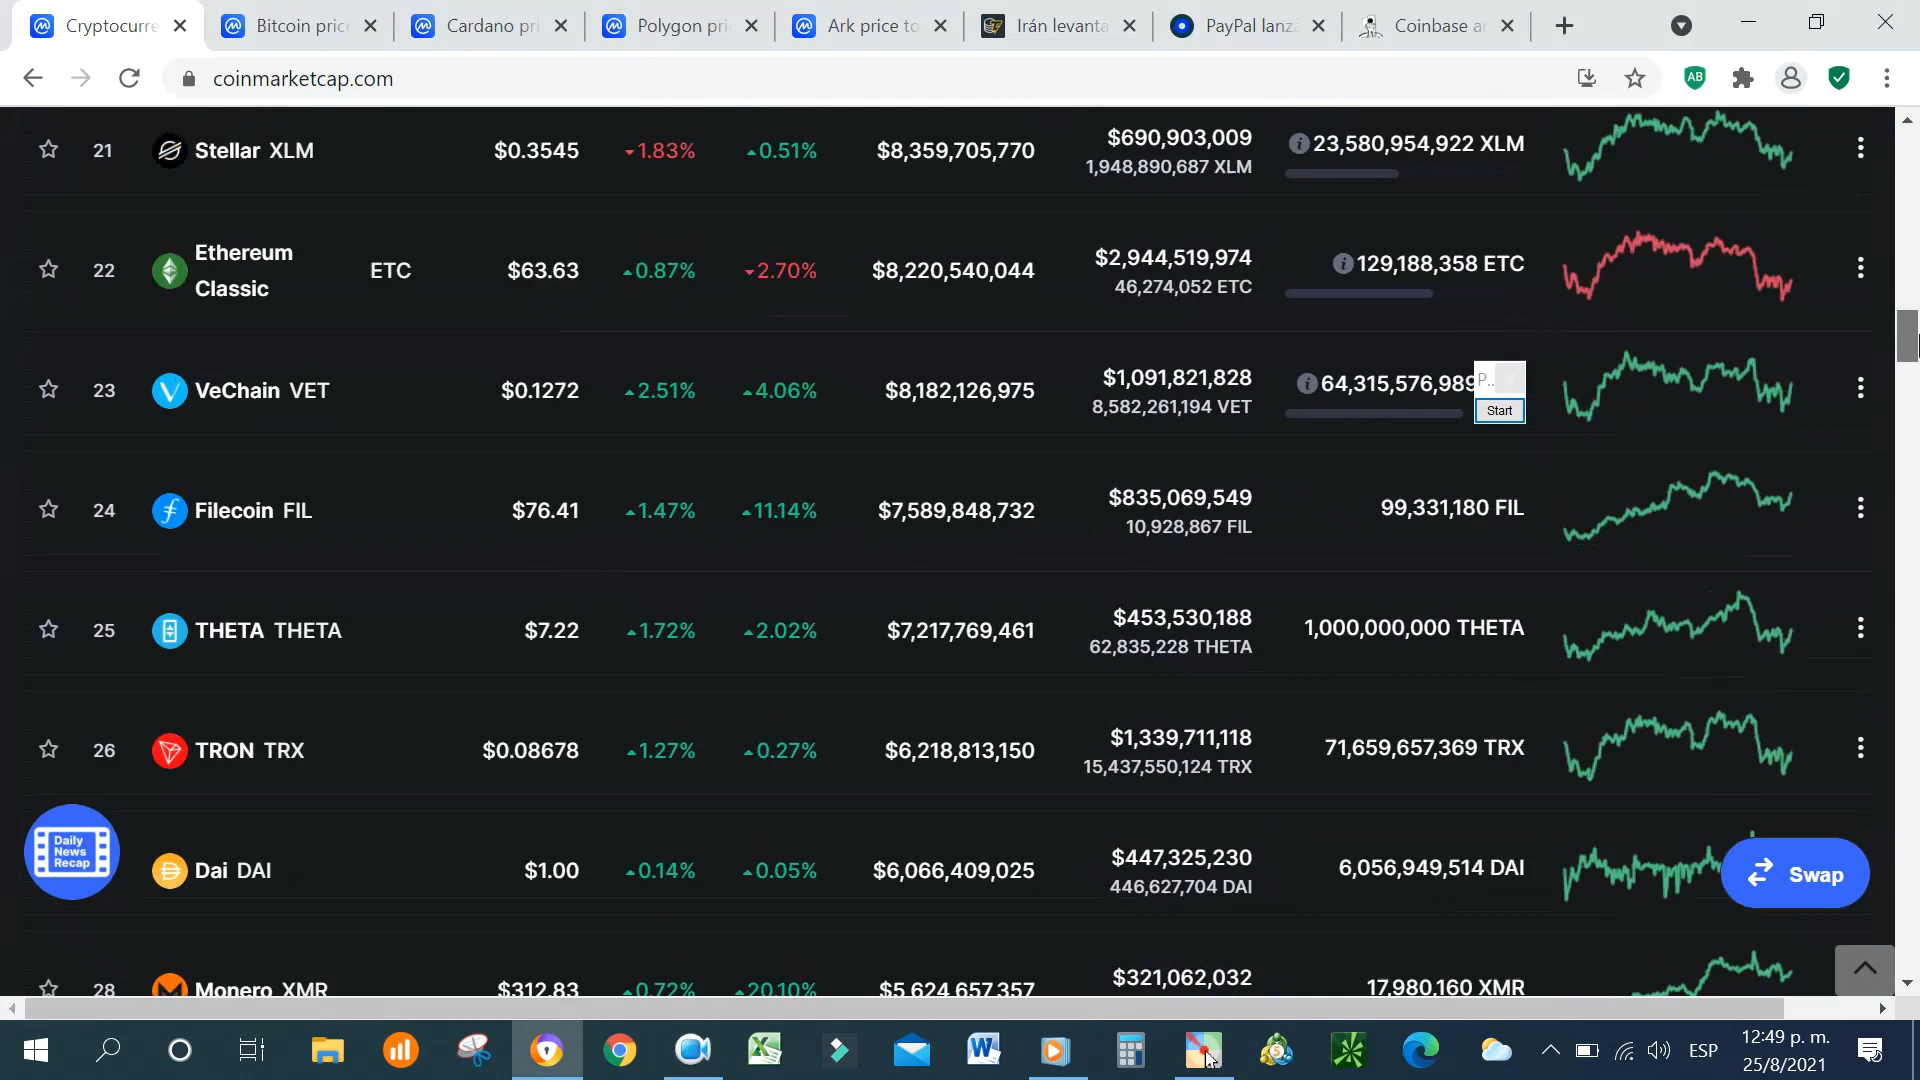 Cryptocurre
Bitcoin pric
Cardano pri
Polygon pri
Ark price to
Irán levanta
PayPal lanza
Coinbase an
coinmarketcap.com
AB
21 Stellar XLM $0.3545 1.83% 0.51% $8,359,705,770 $690,903,009 23,580,954,922 XLM
1,948,890,687 XLM
22 Ethereum Classic ETC $63.63 0.87% 2.70% $8,220,540,044 $2,944,519,974 129,188,358 ETC
46,274,052 ETC
23 VeChain VET $0.1272 2.51% 4.06% $8,182,126,975 $1,091,821,828 64,315,576,989 P..
8,582,261,194 VET
Start
24 Filecoin FIL $76.41 1.47% 11.14% $7,589,848,732 $835,069,549 99,331,180 FIL
10,928,867 FIL
25 THETA THETA $7.22 1.72% 2.02% $7,217,769,461 $453,530,188 1,000,000,000 THETA
62,835,228 THETA
26 TRON TRX $0.08678 1.27% 0.27% $6,218,813,150 $1,339,711,118 71,659,657,369 TRX
15,437,550,124 TRX
Daily
News
Recap
Dai DAI $1.00 0.14% 0.05% $6,066,409,025 $447,325,230 6,056,949,514 DAI
446,627,704 DAI
Swap
28 Monero XMR $312.83 0.72% 20.10% $5,624,657,357 $321,062,032 17,980,160 XMR
ESP
12:49 p. m.
25/8/2021